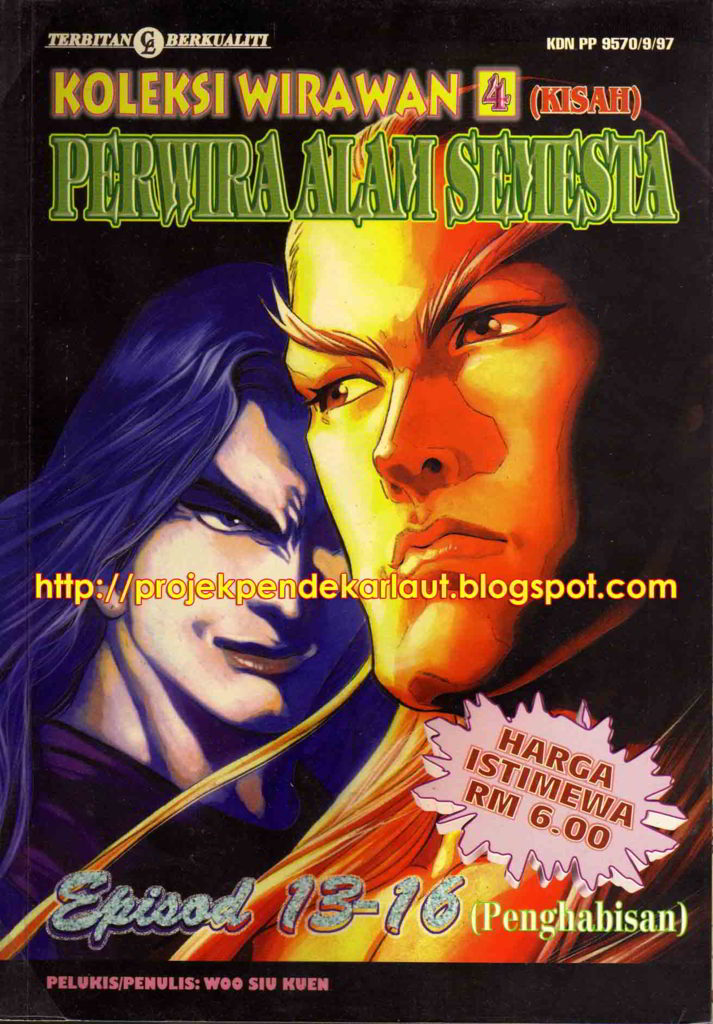 TERBITAN GL BERKUALITI
KDN PP 9570/9/97
KOLEKSI WIRAWAN 4 (KISAH)
PERWIRA ALAM SEMESTA
http://projekpendekarlaut.blogspot.com
HARGA
ISTIMEWA
RM 6.00
Episod 13-16 (Penghabisan)
PELUKIS/PENULIS: WOO SIU KUEN